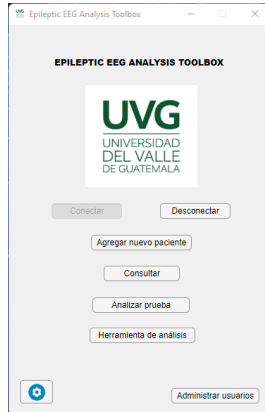 Epileptic EEG Analysis Toolbox
EPILEPTIC EEG ANALYSIS TOOLBOX
UVG
UNIVERSIDAD
DEL VALLE
DE GUATEMALA
Conectar
Desconectar
Agregar nuevo paciente
Consultar
Analizar prueba
Herramienta de análisis
Administrar usuarios